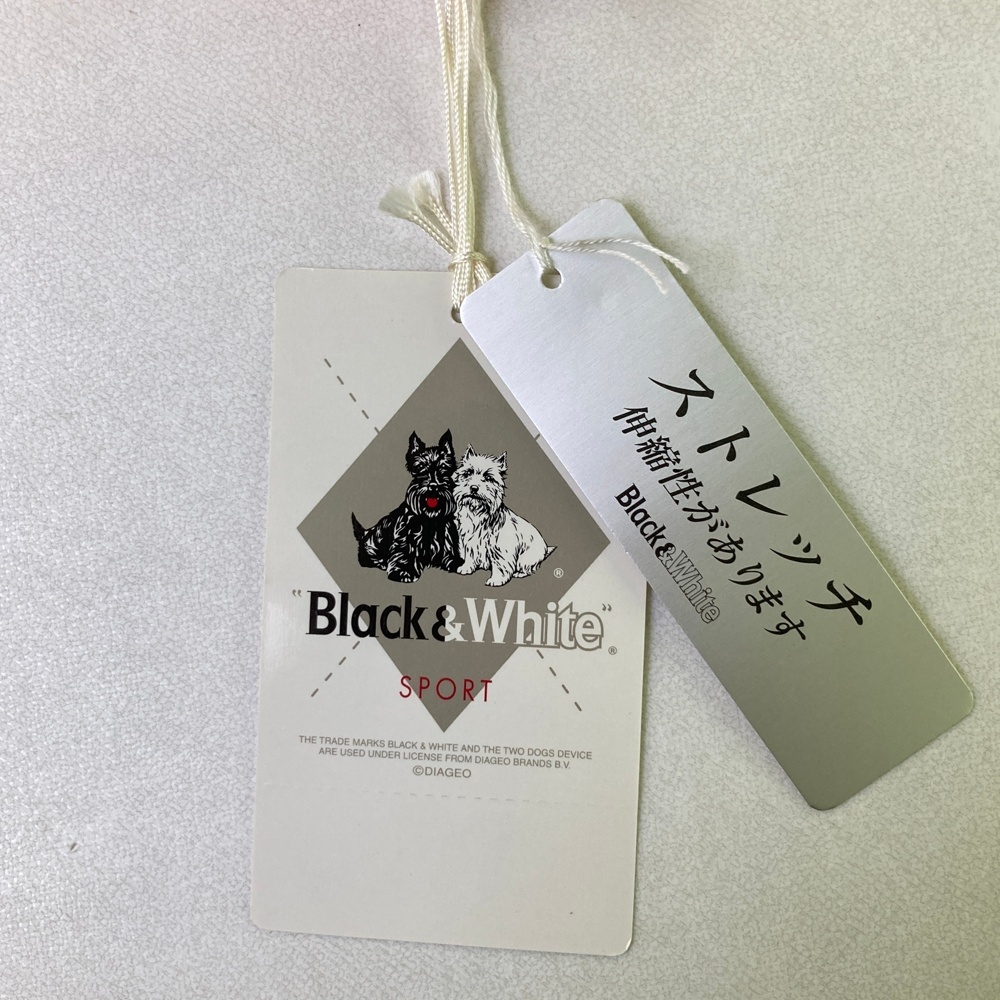 "Black&White"®
®
SPORT
THE TRADE MARKS BLACK & WHITE AND THE TWO DOGS DEVICE
ARE USED UNDER LICENSE FROM DIAGEO BRANDS B.V.
©DIAGEO
ストレッチ
伸縮性があります
Black&White